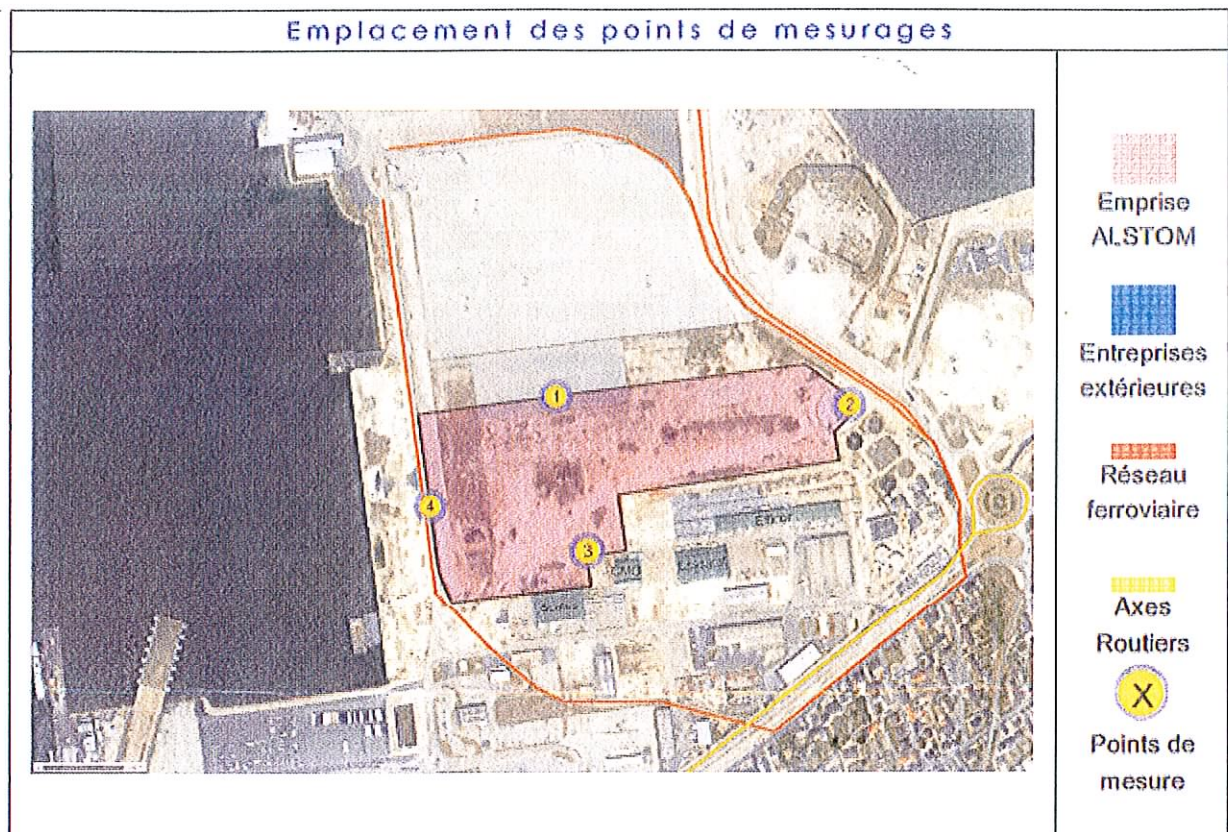 Emplacement des points de mesurages
1
2
4
3
Emprise
ALSTOM
Entreprises
extérieures
Réseau
ferroviaire
Axes
Routiers
X
Points de
mesure